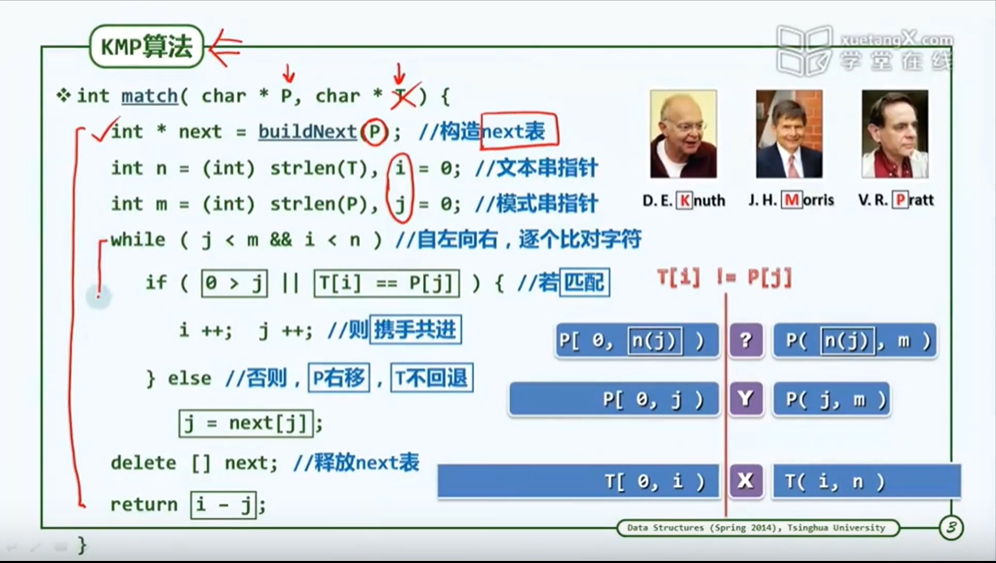 KMP算法
xuetangX.com
学堂在线
❖ int match( char * P, char * T ) {
int * next = buildNext(P); //构造next表
int n = (int) strlen(T), i = 0; //文本串指针
int m = (int) strlen(P), j = 0; //模式串指针
while ( j < m && i < n ) //自左向右，逐个比对字符
if ( 0 > j || T[i] == P[j] ) { //若匹配
i ++; j ++; //则携手共进
} else //否则，P右移，T不回退
j = next[j];
delete [] next; //释放next表
return i - j;
}
D. E. Knuth
J. H. Morris
V. R. Pratt
T[i] != P[j]
P[ 0, n(j) ) ? P( n(j), m )
P[ 0, j ) Y P( j, m )
T[ 0, i ) X T( i, n )
Data Structures (Spring 2014), Tsinghua University
3